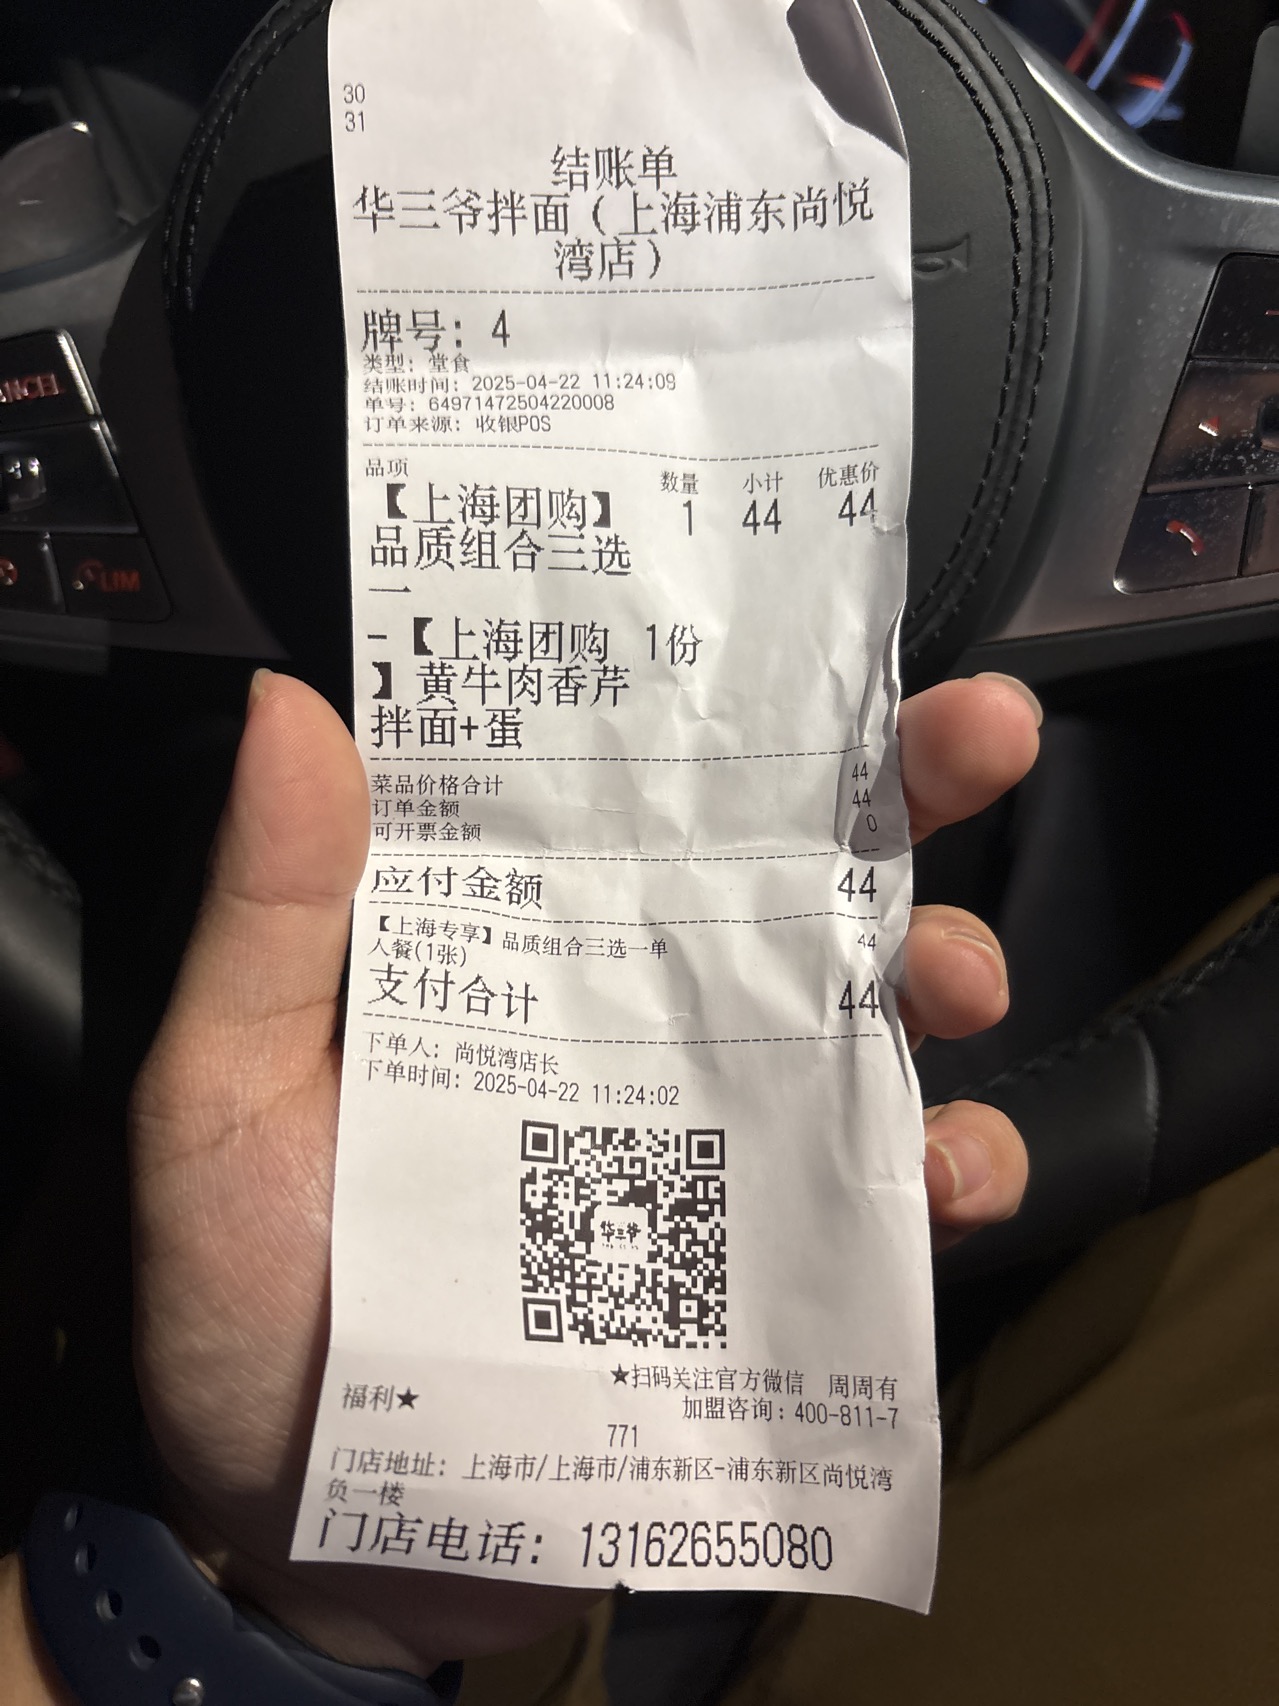 30
31
结账单
华三爷拌面（上海浦东尚悦
湾店）
牌号：4
类型：堂食
结账时间：2025-04-22 11:24:09
单号：64971472504220008
订单来源：收银POS
品项 数量 小计 优惠价
【上海团购】 1 44 44
品质组合三选
一
-【上海团购 1份
】黄牛肉香芹
拌面+蛋
菜品价格合计 44
订单金额 44
可开票金额 0
应付金额 44
【上海专享】品质组合三选一单 44
人餐(1张)
支付合计 44
下单人：尚悦湾店长
下单时间：2025-04-22 11:24:02
华三爷
★扫码关注官方微信 周周有
福利★ 加盟咨询：400-811-7
771
门店地址：上海市/上海市/浦东新区-浦东新区尚悦湾
负一楼
门店电话：13162655080
LIM